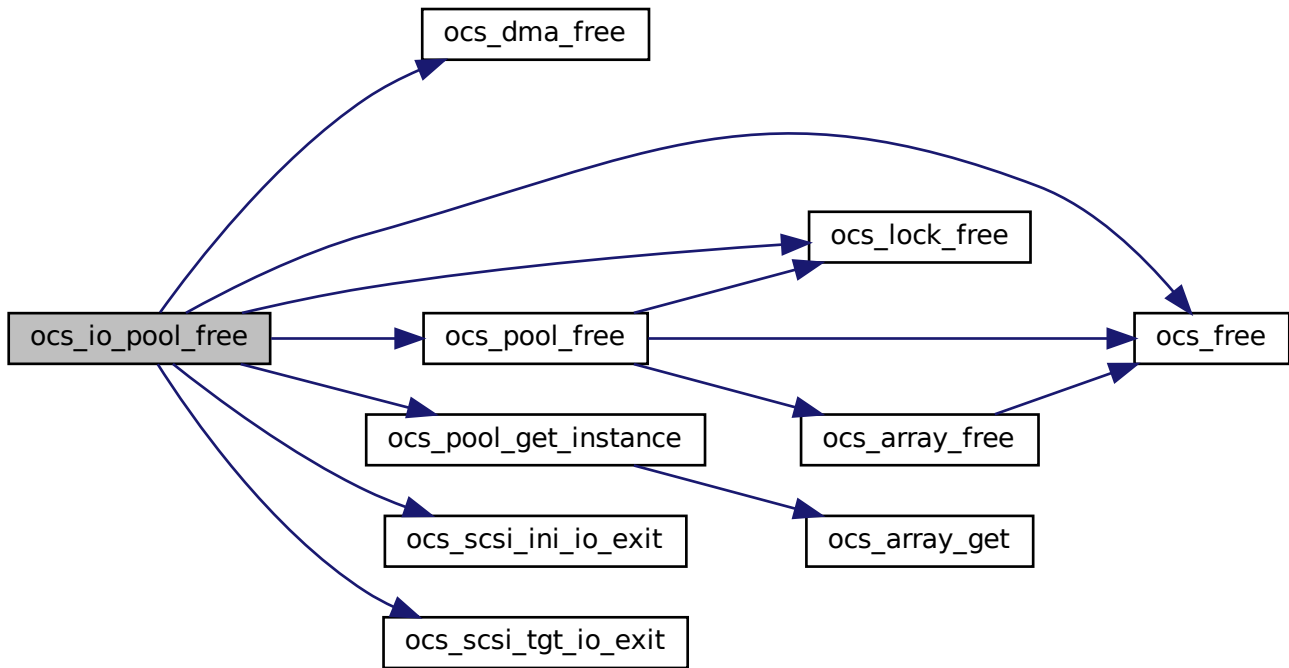 ocs_dma_free
ocs_lock_free
ocs_io_pool_free
ocs_pool_free
ocs_free
ocs_pool_get_instance
ocs_array_free
ocs_scsi_ini_io_exit
ocs_array_get
ocs_scsi_tgt_io_exit